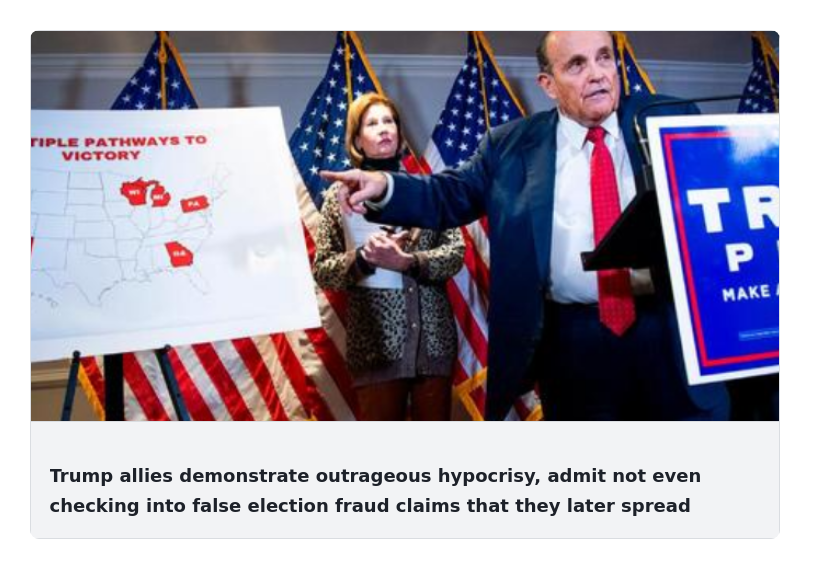 TIPLE PATHWAYS TO
VICTORY
WI
MI
PA
GA
TR
P
MAKE
Trump allies demonstrate outrageous hypocrisy, admit not even
checking into false election fraud claims that they later spread